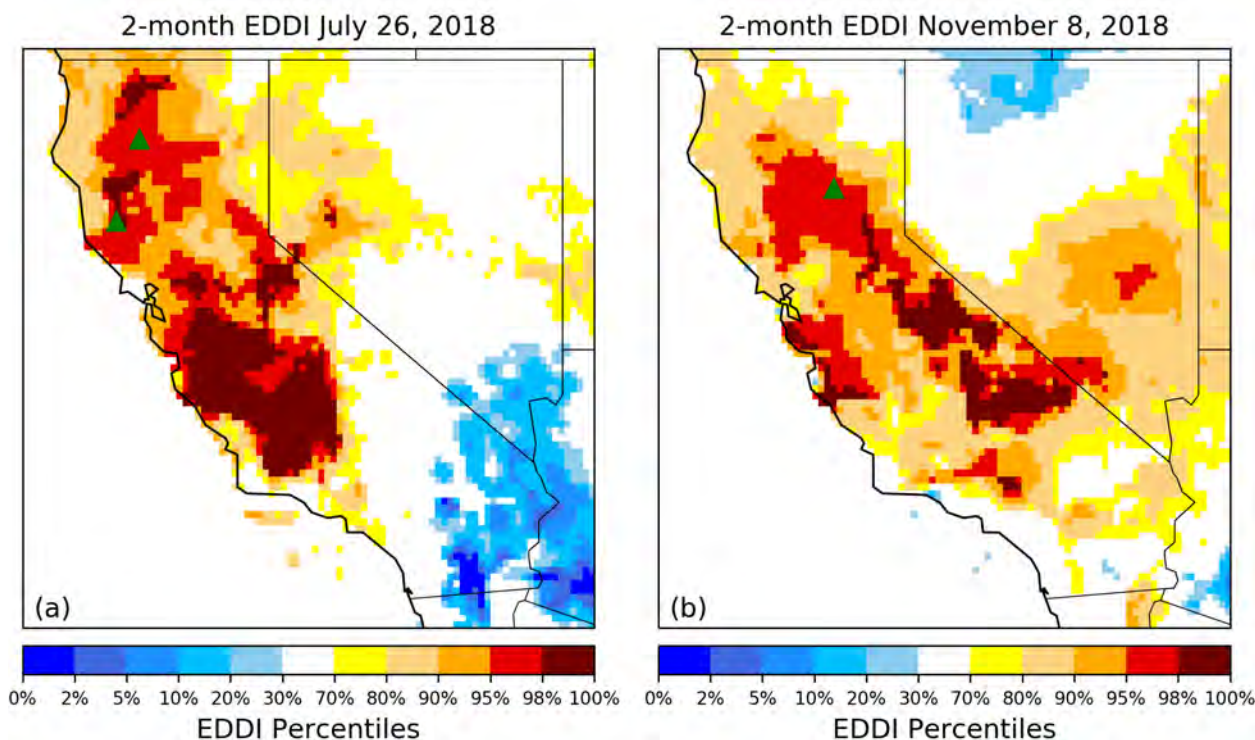 2-month EDDI July 26, 2018
2-month EDDI November 8, 2018
(a)
(b)
0% 2% 5% 10% 20% 30% 70% 80% 90% 95% 98% 100%
0% 2% 5% 10% 20% 30% 70% 80% 90% 95% 98% 100%
EDDI Percentiles
EDDI Percentiles